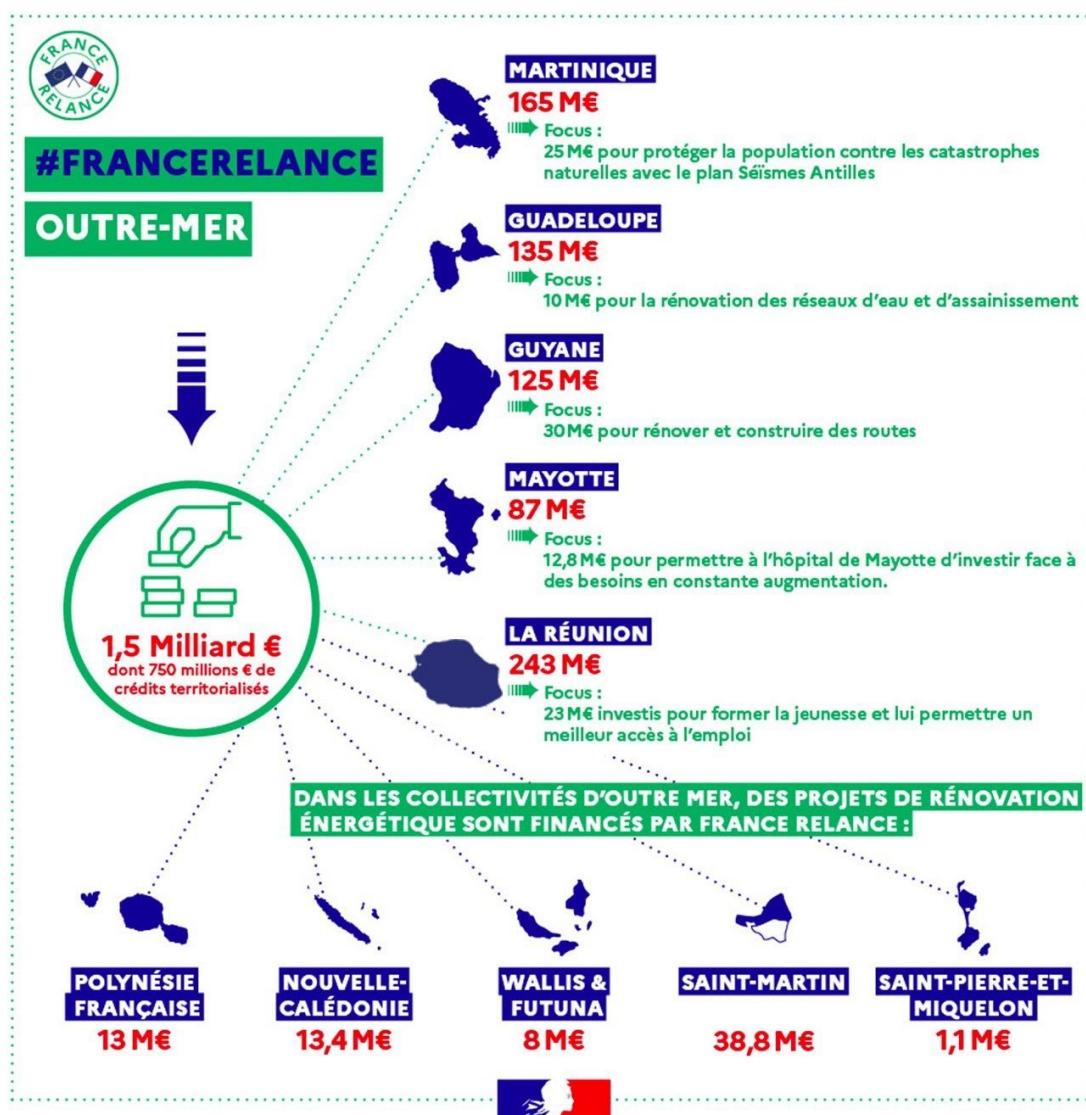 FRANCE
RELANCE
#FRANCERELANCE
OUTRE-MER
MARTINIQUE
165 M€
Focus :
25 M€ pour protéger la population contre les catastrophes
naturelles avec le plan Séïsmes Antilles
GUADELOUPE
135 M€
Focus :
10 M€ pour la rénovation des réseaux d'eau et d'assainissement
GUYANE
125 M€
Focus :
30 M€ pour rénover et construire des routes
MAYOTTE
87 M€
Focus :
12,8 M€ pour permettre à l'hôpital de Mayotte d'investir face à
des besoins en constante augmentation.
LA RÉUNION
243 M€
Focus :
23 M€ investis pour former la jeunesse et lui permettre un
meilleur accès à l'emploi
1,5 Milliard €
dont 750 millions € de
crédits territorialisés
DANS LES COLLECTIVITÉS D'OUTRE MER, DES PROJETS DE RÉNOVATION
ÉNERGÉTIQUE SONT FINANCÉS PAR FRANCE RELANCE :
POLYNÉSIE
FRANÇAISE
13 M€
NOUVELLE-
CALÉDONIE
13,4 M€
WALLIS &
FUTUNA
8 M€
SAINT-MARTIN
38,8 M€
SAINT-PIERRE-ET-
MIQUELON
1,1 M€